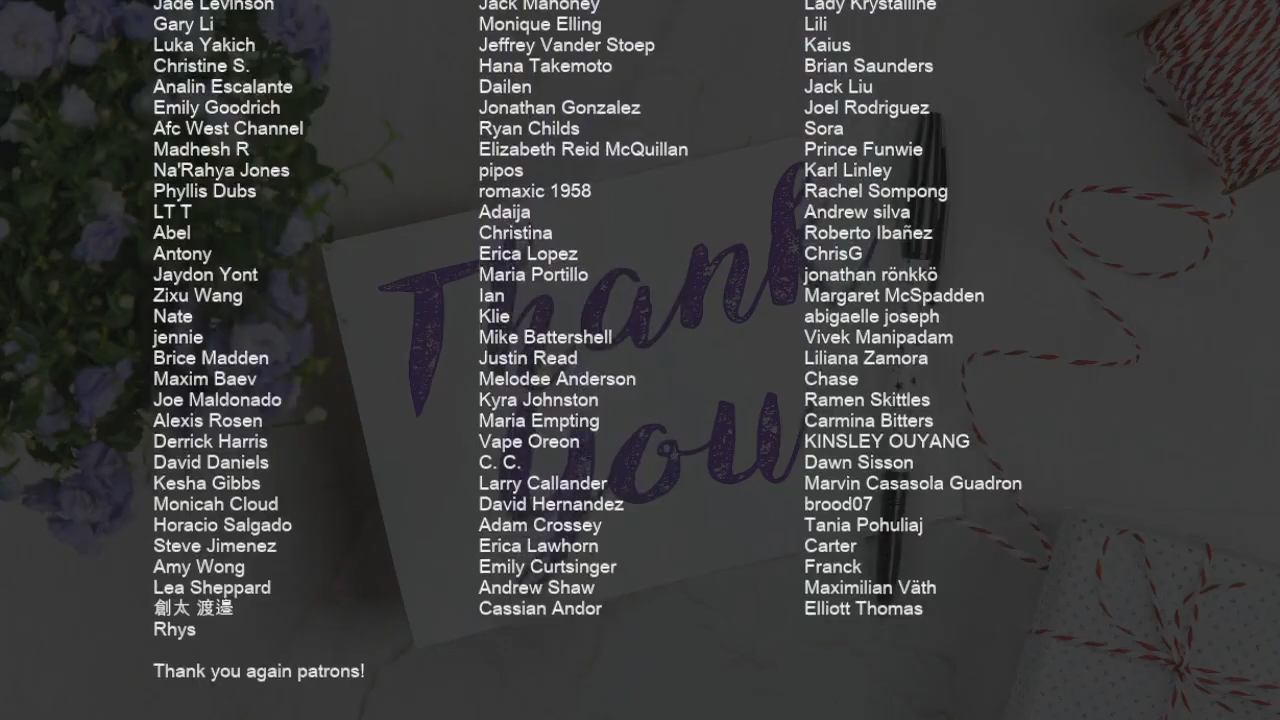 Jade Levinson
Gary Li
Luka Yakich
Christine S.
Analin Escalante
Emily Goodrich
Afc West Channel
Madhesh R
Na'Rahya Jones
Phyllis Dubs
LT T
Abel
Antony
Jaydon Yont
Zixu Wang
Nate
jennie
Brice Madden
Maxim Baev
Joe Maldonado
Alexis Rosen
Derrick Harris
David Daniels
Kesha Gibbs
Monicah Cloud
Horacio Salgado
Steve Jimenez
Amy Wong
Lea Sheppard
創太 渡邉
Rhys
Jack Mahoney
Monique Elling
Jeffrey Vander Stoep
Hana Takemoto
Dailen
Jonathan Gonzalez
Ryan Childs
Elizabeth Reid McQuillan
pipos
romaxic 1958
Adaija
Christina
Erica Lopez
Maria Portillo
Ian
Klie
Mike Battershell
Justin Read
Melodee Anderson
Kyra Johnston
Maria Empting
Vape Oreon
C. C.
Larry Callander
David Hernandez
Adam Crossey
Erica Lawhorn
Emily Curtsinger
Andrew Shaw
Cassian Andor
Lady Krystalline
Lili
Kaius
Brian Saunders
Jack Liu
Joel Rodriguez
Sora
Prince Funwie
Karl Linley
Rachel Sompong
Andrew silva
Roberto Ibañez
ChrisG
jonathan rönkkö
Margaret McSpadden
abigaelle joseph
Vivek Manipadam
Liliana Zamora
Chase
Ramen Skittles
Carmina Bitters
KINSLEY OUYANG
Dawn Sisson
Marvin Casasola Guadron
brood07
Tania Pohuliaj
Carter
Franck
Maximilian Väth
Elliott Thomas
Thank you again patrons!
Thank
you